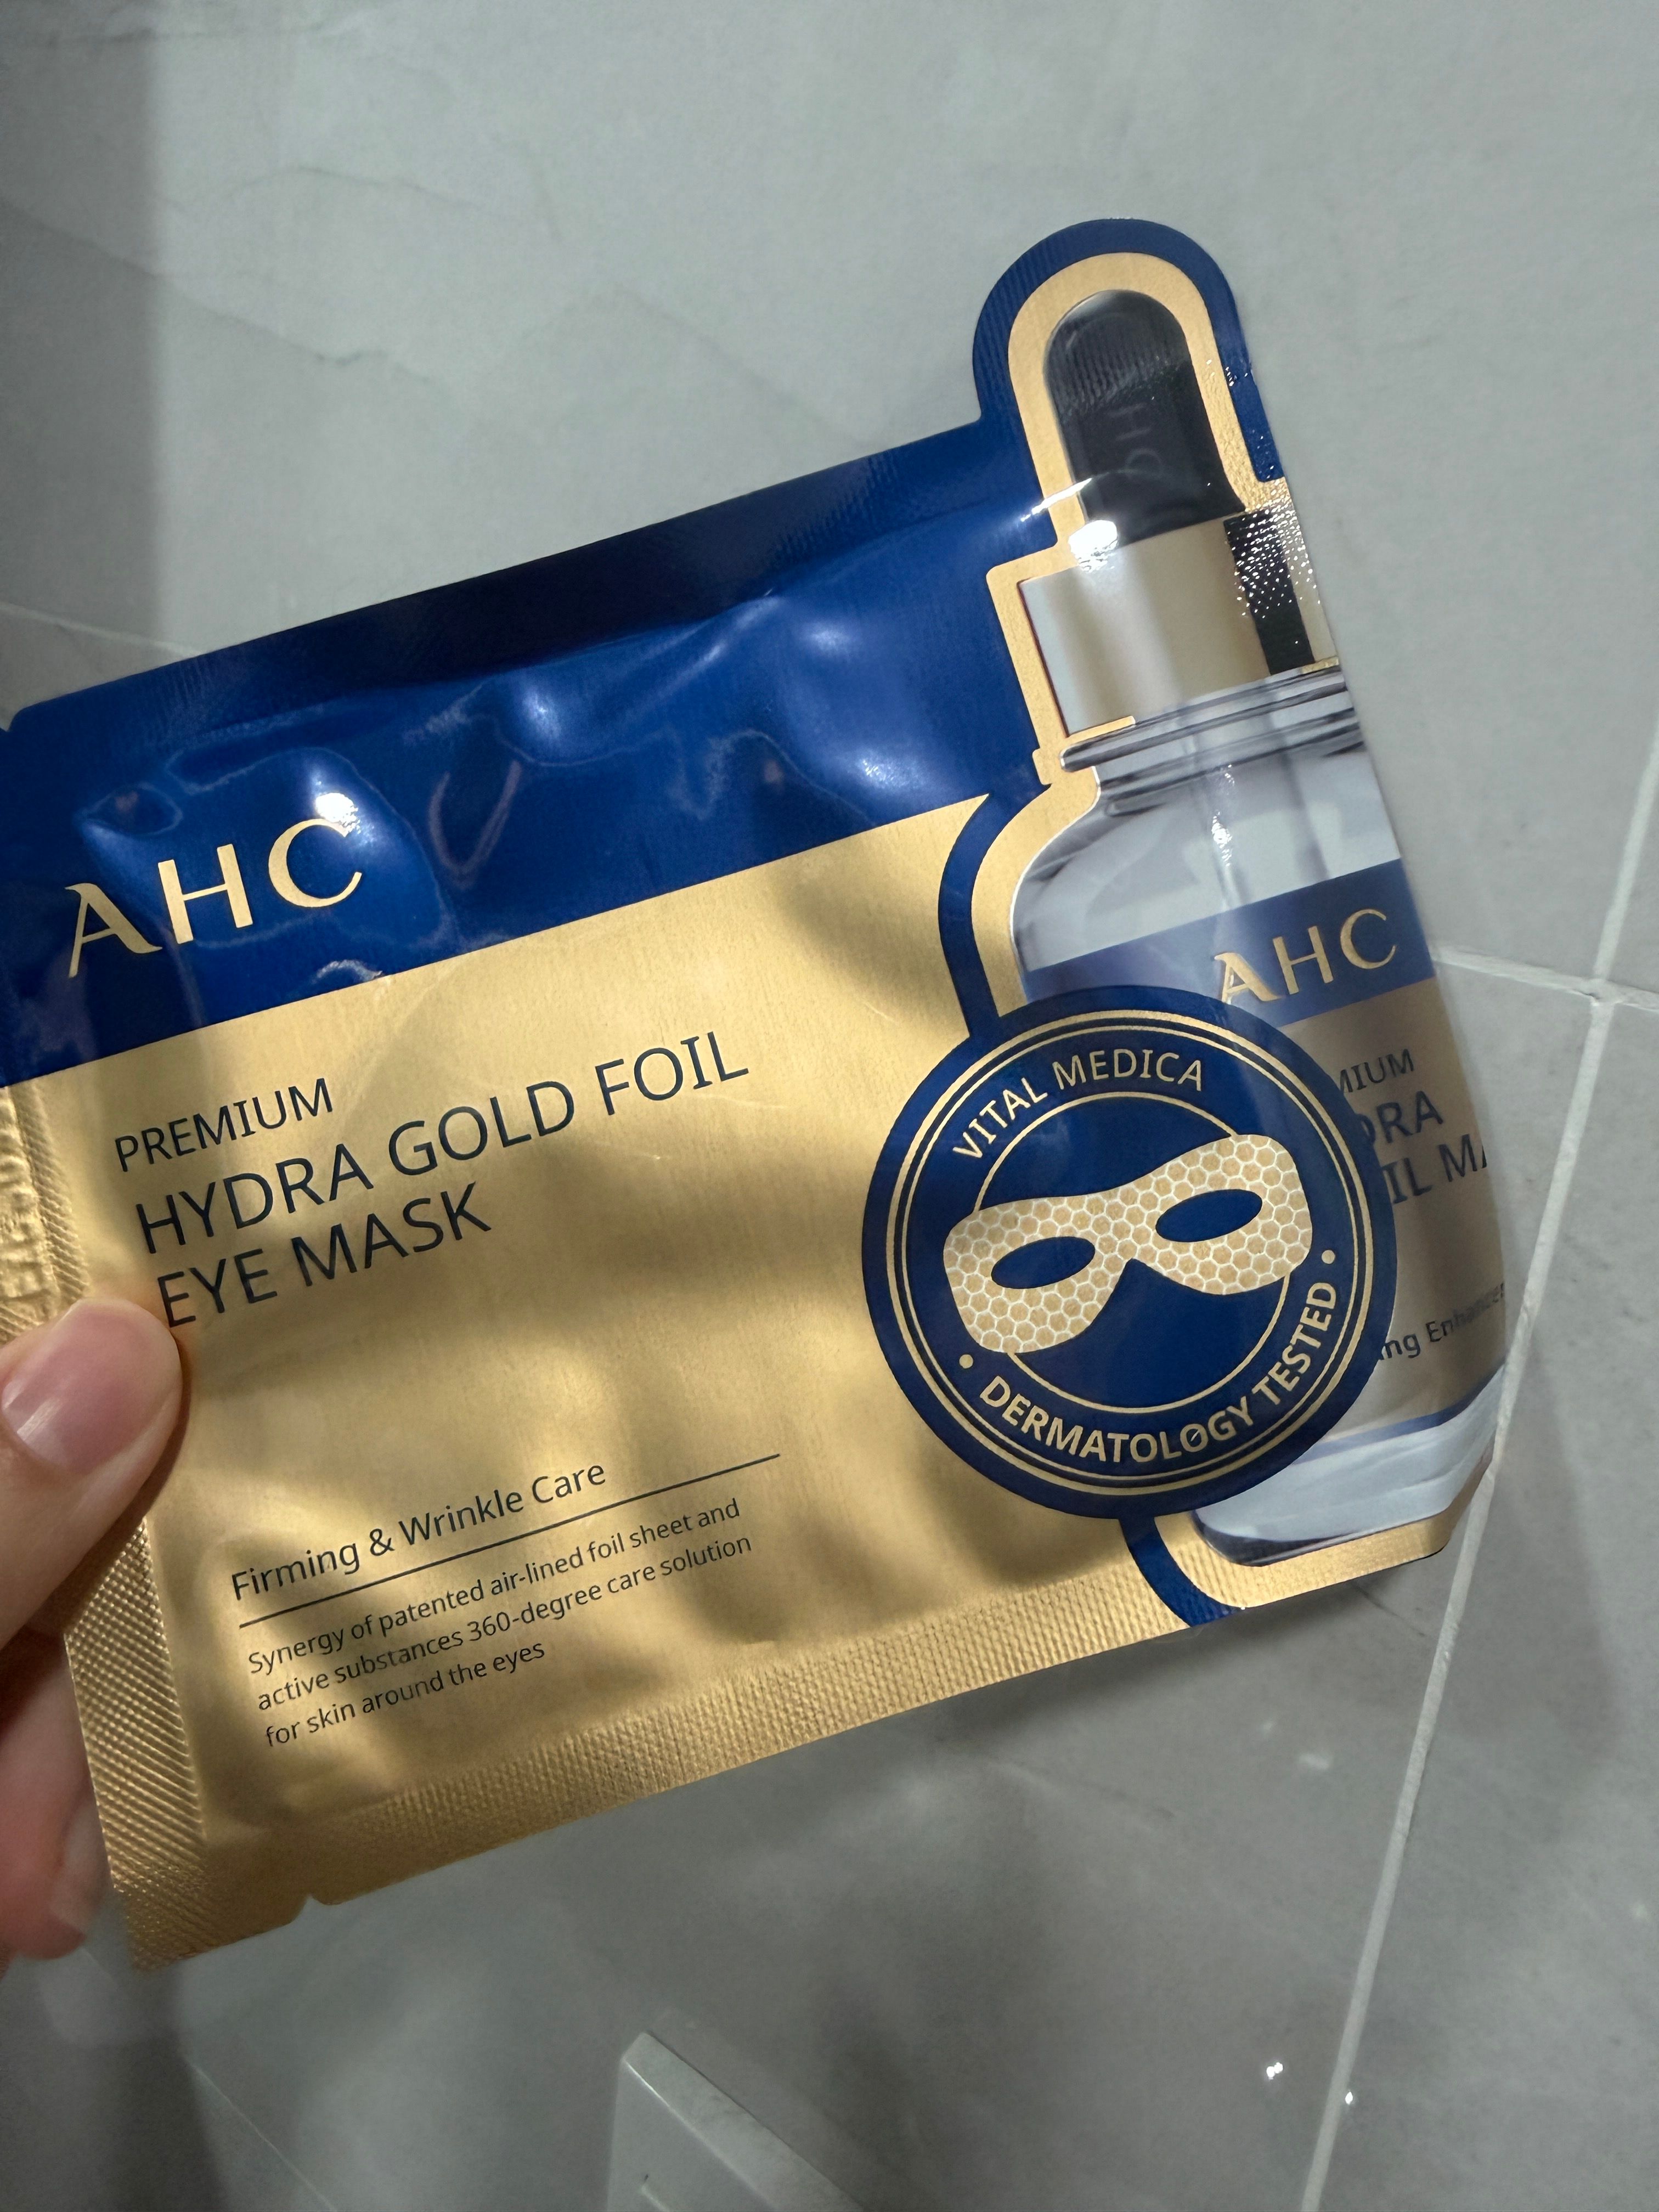 AHC
PREMIUM
HYDRA GOLD FOIL
EYE MASK
Firming & Wrinkle Care
Synergy of patented air-lined foil sheet and
active substances 360-degree care solution
for skin around the eyes
AHC
VITAL MEDICA
• DERMATOLOGY TESTED •